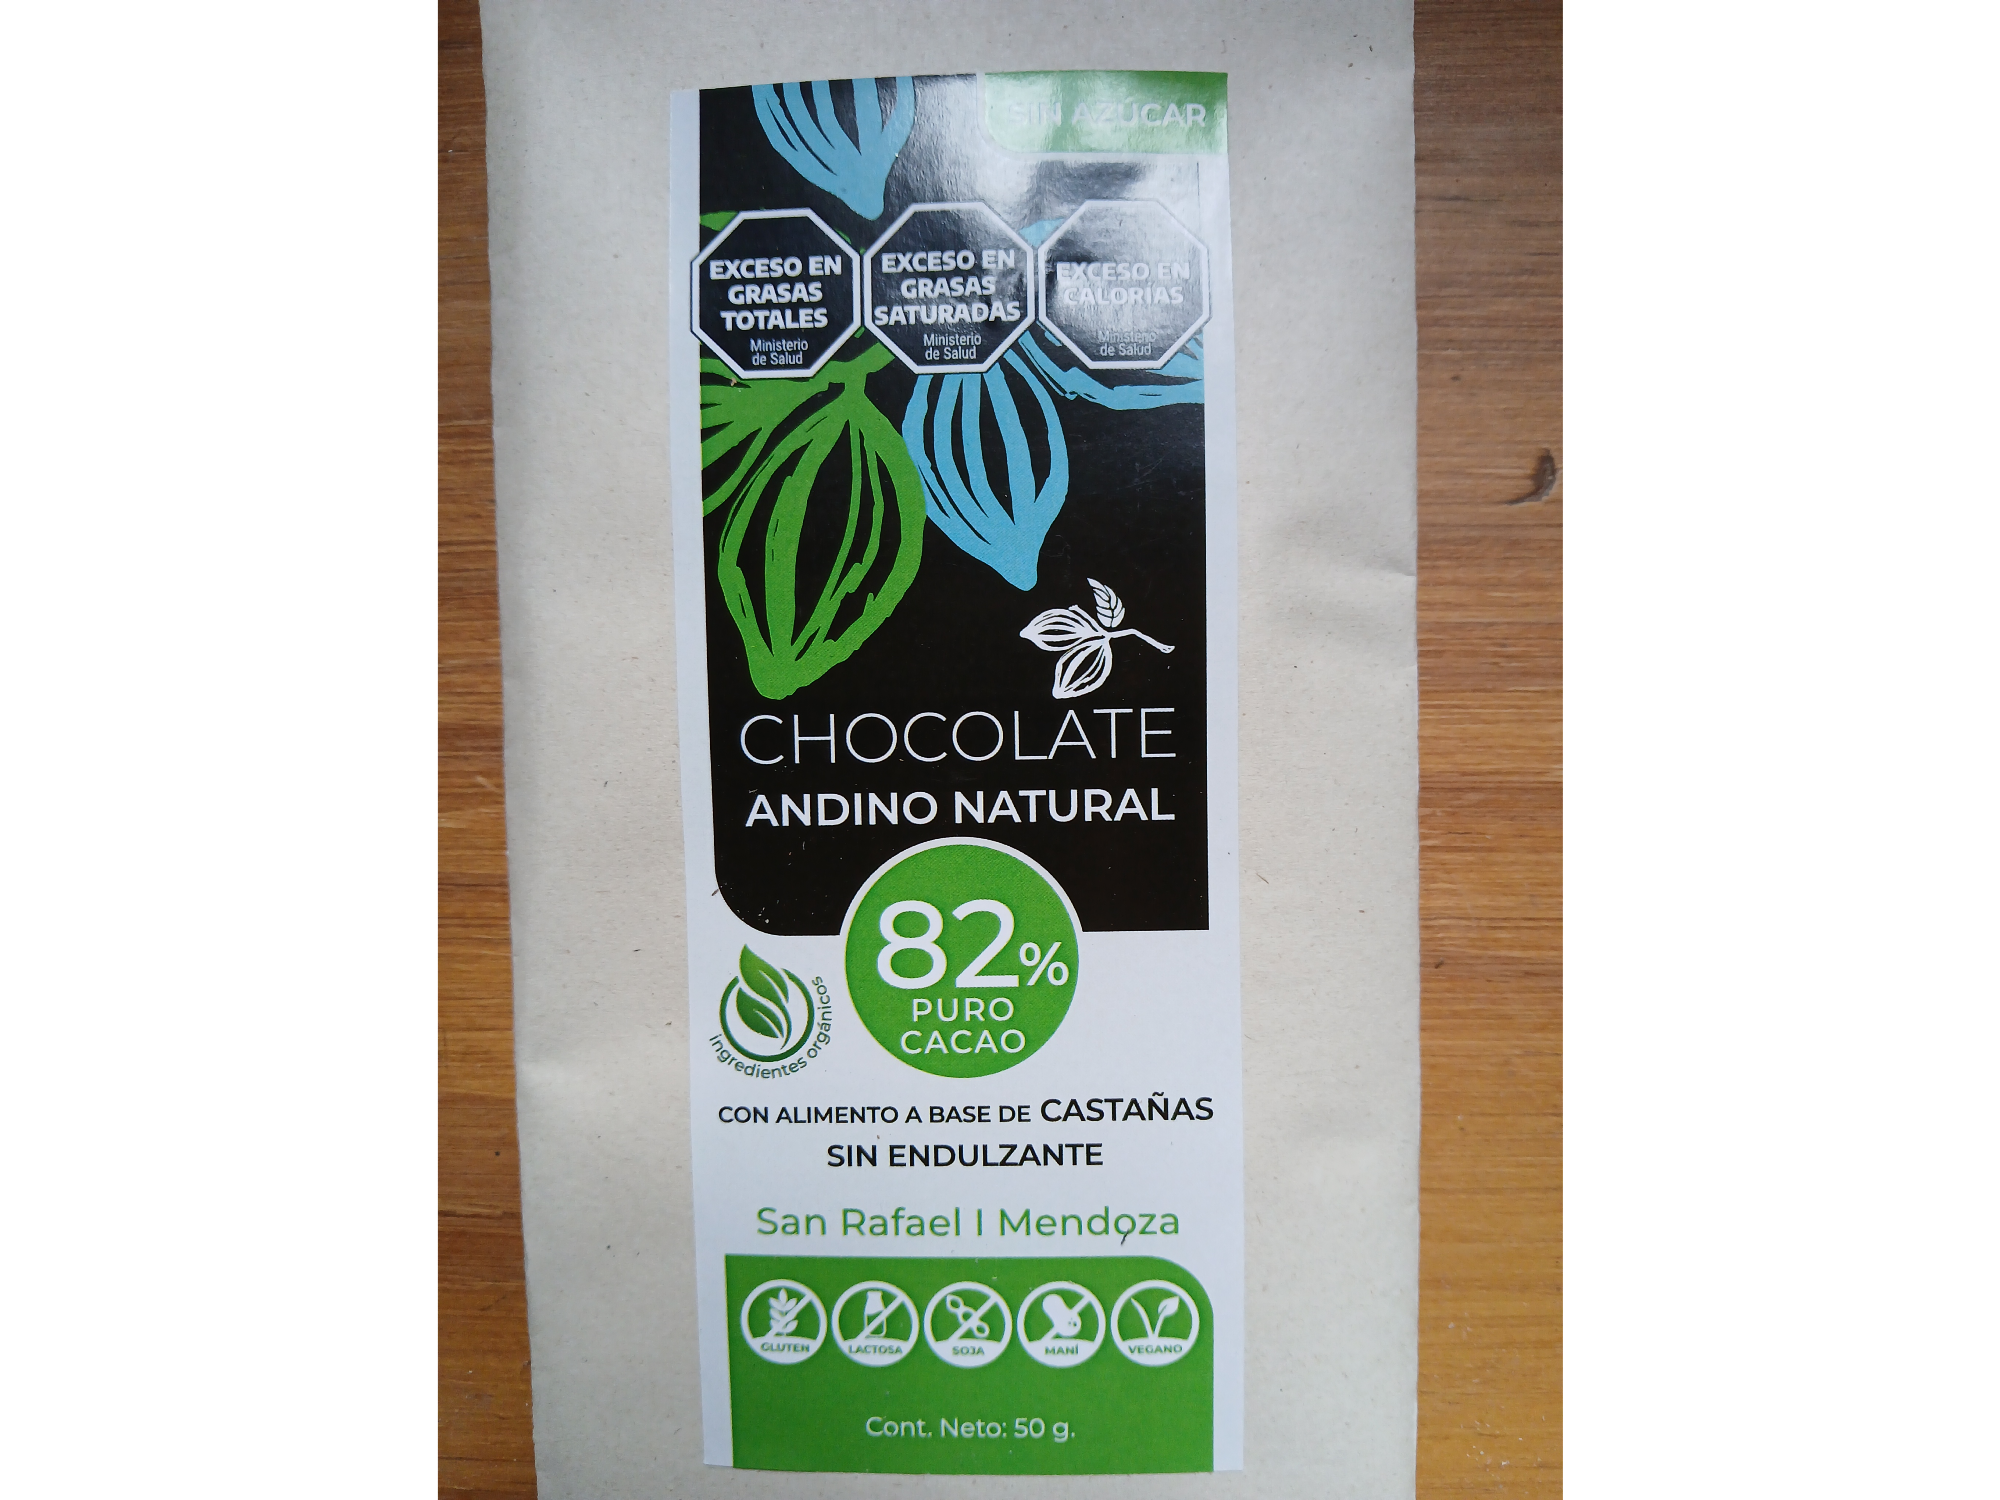 SIN AZÚCAR
EXCESO EN
GRASAS
TOTALES
Ministerio
de Salud
EXCESO EN
GRASAS
SATURADAS
Ministerio
de Salud
EXCESO EN
CALORÍAS
Ministerio
de Salud
CHOCOLATE
ANDINO NATURAL
82%
PURO
CACAO
ingredientes orgánicos
CON ALIMENTO A BASE DE CASTAÑAS
SIN ENDULZANTE
San Rafael I Mendoza
GLUTEN
LACTOSA
SOJA
MANÍ
VEGANO
Cont. Neto: 50 g.